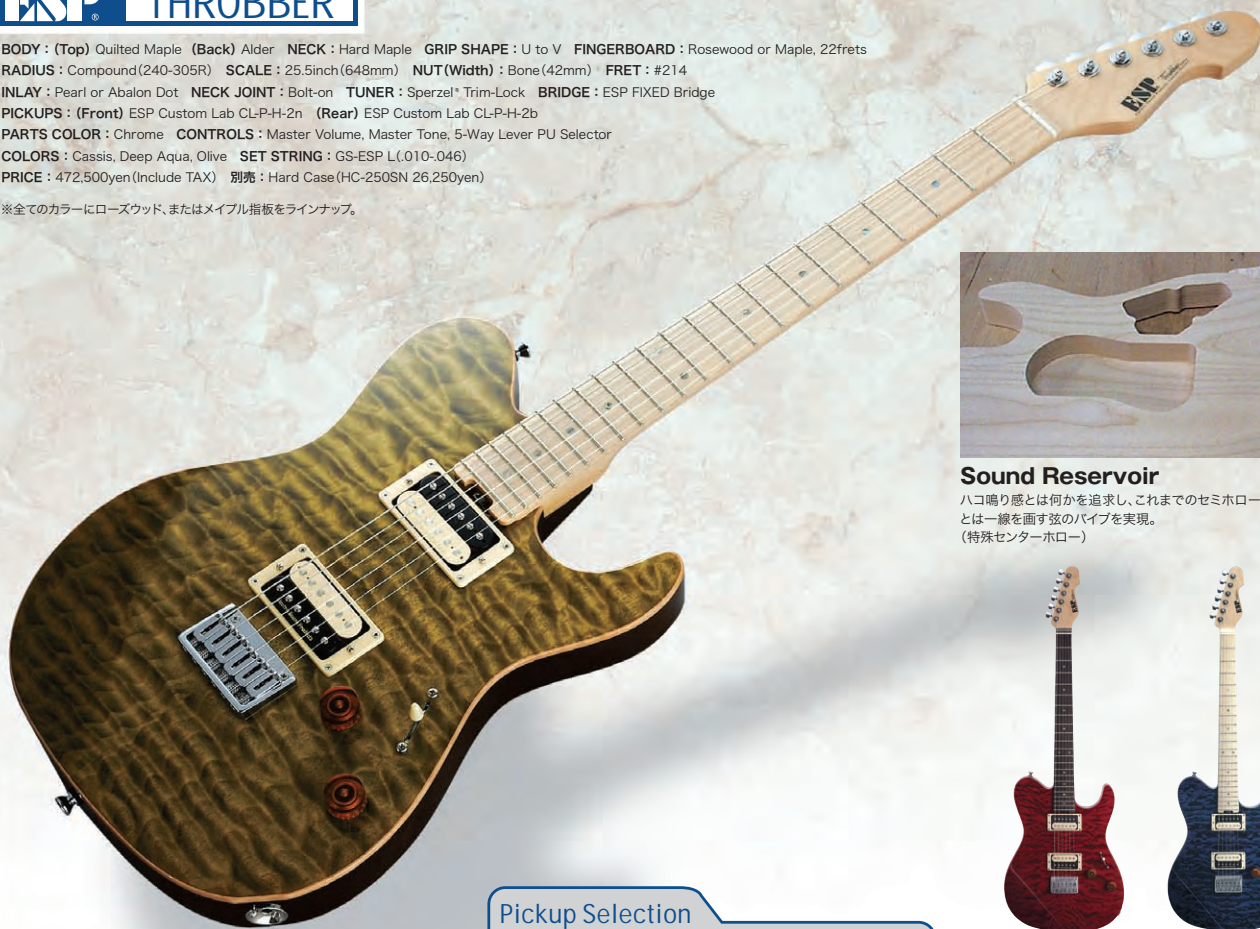 ESP® THROBBER
BODY：(Top) Quilted Maple (Back) Alder NECK：Hard Maple GRIP SHAPE：U to V FINGERBOARD：Rosewood or Maple, 22frets
RADIUS：Compound(240-305R) SCALE：25.5inch(648mm) NUT(Width)：Bone(42mm) FRET：#214
INLAY：Pearl or Abalon Dot NECK JOINT：Bolt-on TUNER：Sperzel® Trim-Lock BRIDGE：ESP FIXED Bridge
PICKUPS：(Front) ESP Custom Lab CL-P-H-2n (Rear) ESP Custom Lab CL-P-H-2b
PARTS COLOR：Chrome CONTROLS：Master Volume, Master Tone, 5-Way Lever PU Selector
COLORS：Cassis, Deep Aqua, Olive SET STRING：GS-ESP L(.010-.046)
PRICE：472,500yen(Include TAX) 別売：Hard Case(HC-250SN 26,250yen)
※全てのカラーにローズウッド、またはメイプル指板をラインナップ。
ESP
Sound Reservoir
ハコ鳴り感とは何かを追求し、これまでのセミホロー
とは一線を画す弦のバイブを実現。
（特殊センターホロー）
ESP
Pickup Selection